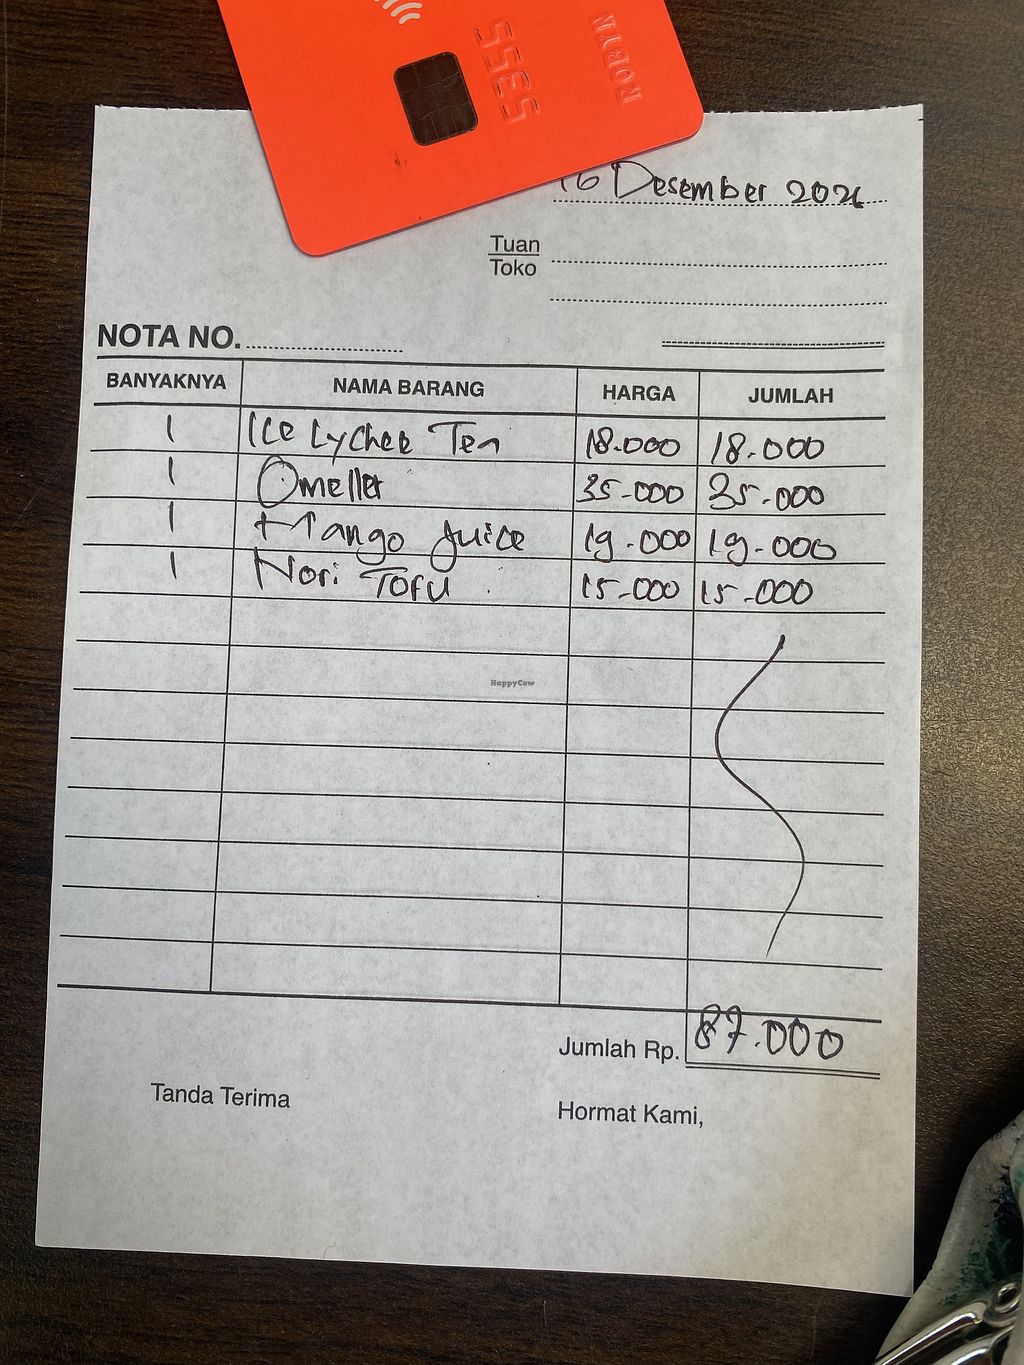 5355
ROBYN
16 Desember
Tuan
Toko
NOTA NO.
BANYAKNYA NAMA BARANG HARGA JUMLAH
1 Ice Lychee Tea 18.000 18.000
1 Omellet 35.000 35.000
1 Mango Juice 19.000 19.000
1 Nori Tofu 15.000 15.000
HappyCow
Jumlah Rp. 87.000
Tanda Terima
Hormat Kami,